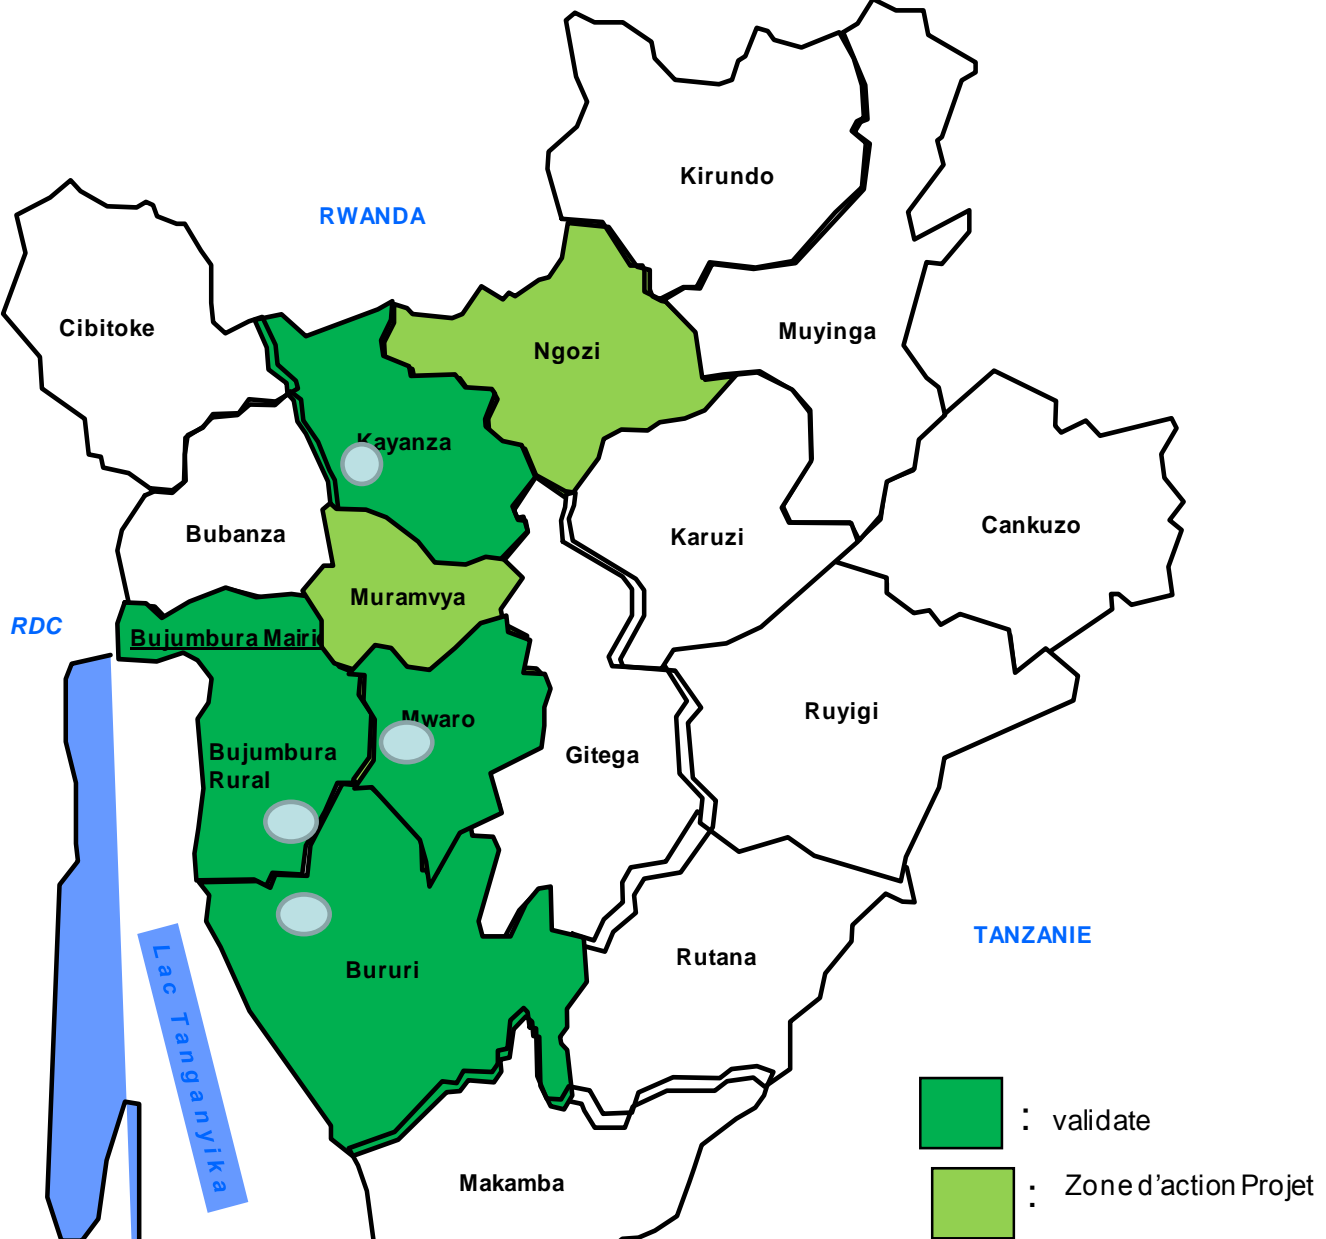 Kirundo
RWANDA
Cibitoke
Muyinga
Ngozi
Kayanza
Cankuzo
Bubanza
Karuzi
Muramvya
RDC
Bujumbura Mairie
Ruyigi
Mwaro
Bujumbura
Rural
Gitega
TANZANIE
Rutana
Bururi
Lac Tanganyika
: validate
Makamba
: Zone d'action Projet